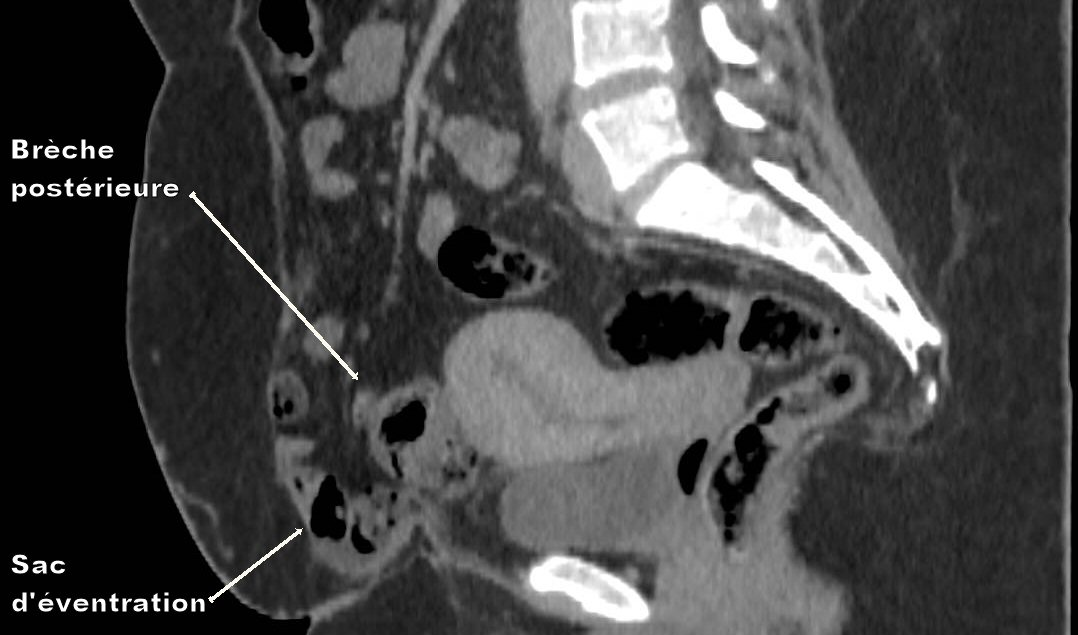 Brèche
postérieure
Sac
d'éventration